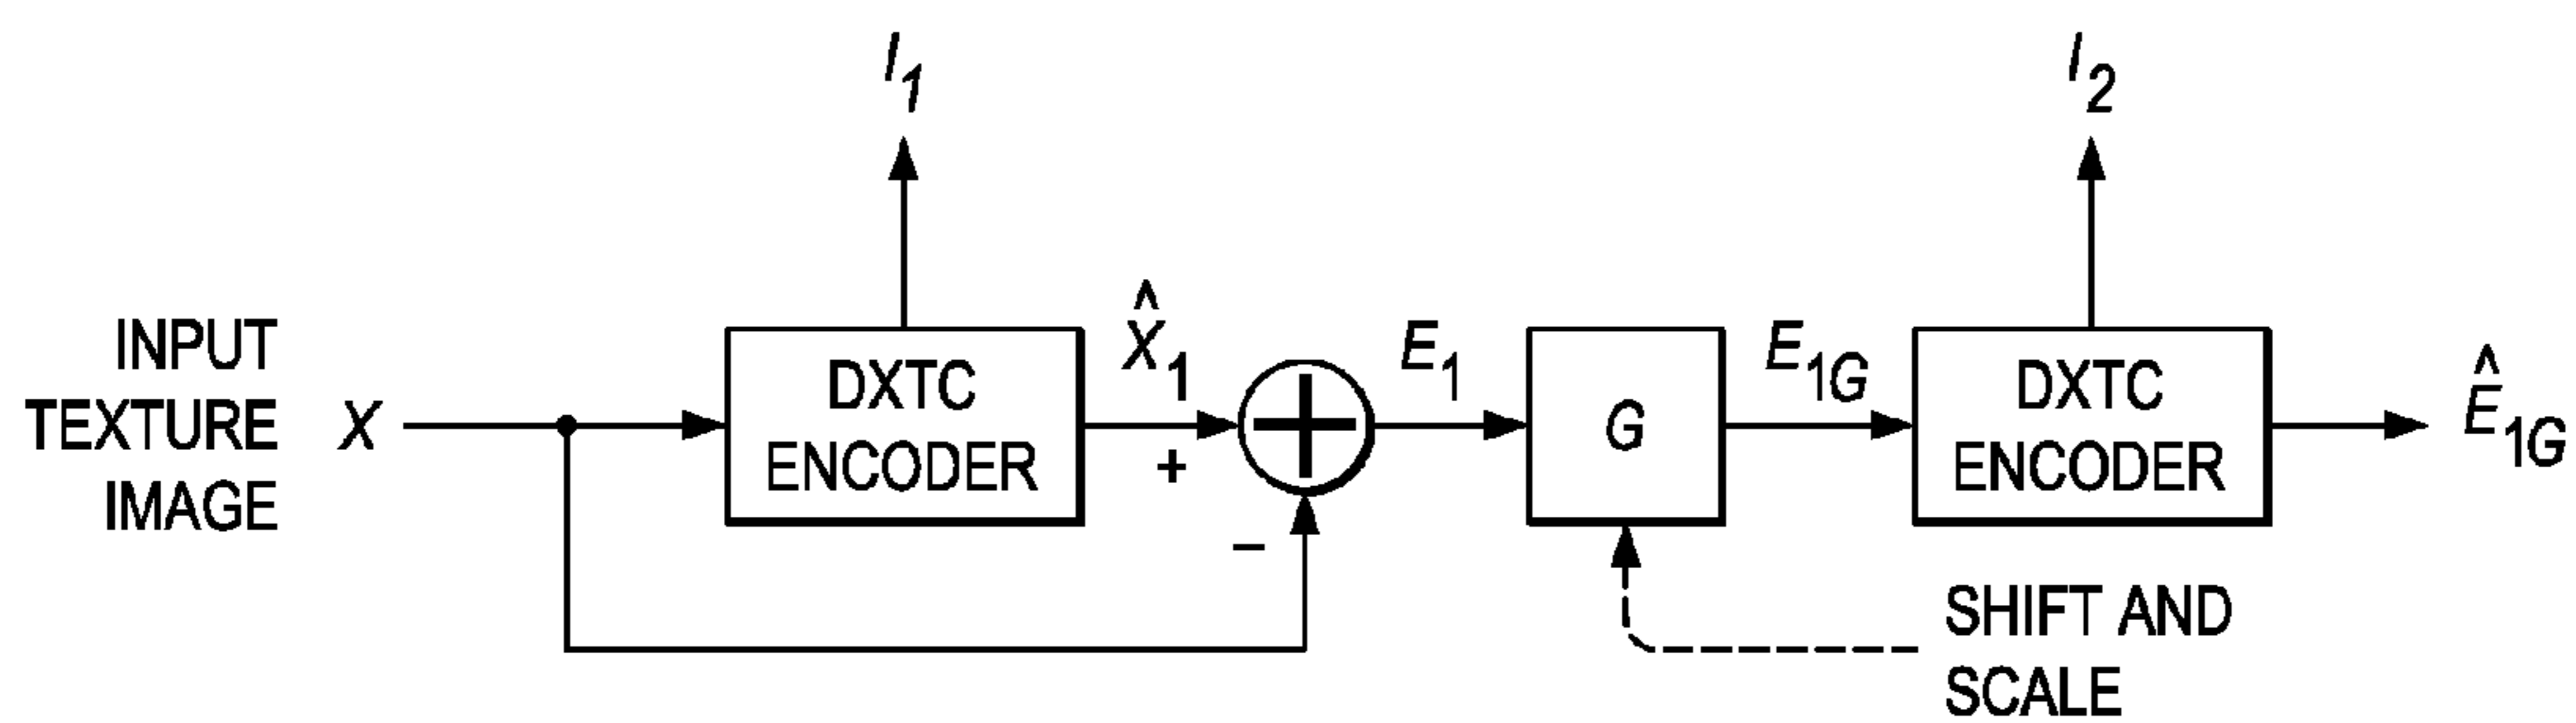 I₁
I₂
INPUT
TEXTURE
IMAGE
X
DXTC
ENCODER
X̂₁
+
−
E₁
G
E₁G
DXTC
ENCODER
Ê₁G
SHIFT AND
SCALE